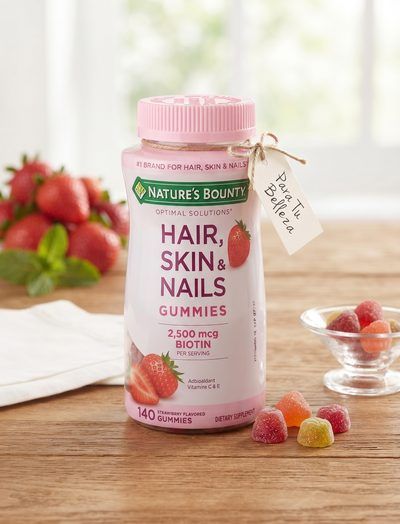 #1 BRAND FOR HAIR, SKIN & NAILS
NATURE'S BOUNTY
OPTIMAL SOLUTIONS
HAIR,
SKIN &
NAILS
GUMMIES
2,500 mcg
BIOTIN
PER SERVING
Vitamins C & E
140 STRAWBERRY FLAVORED
GUMMIES
DIETARY SUPPLEMENT
Para Tu
Belleza